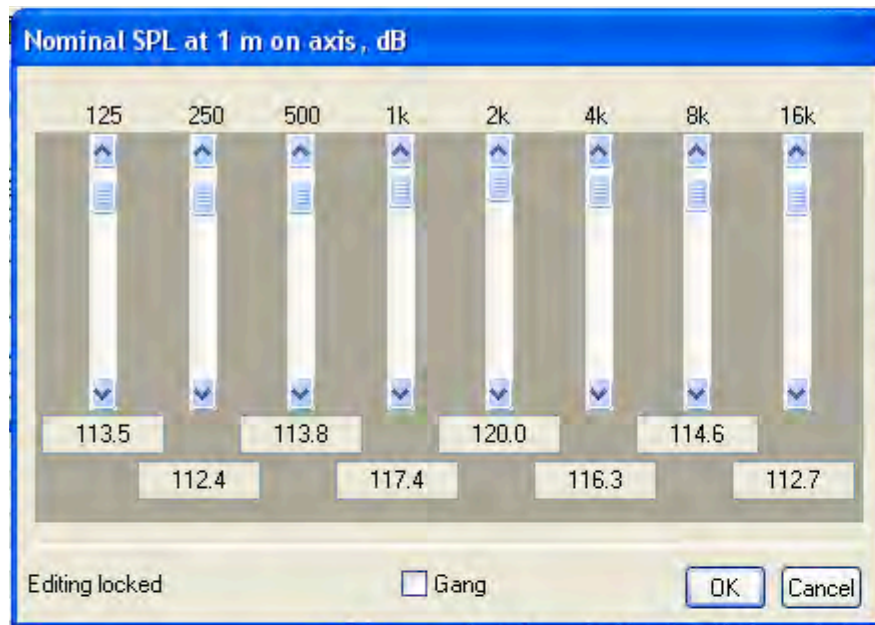 Nominal SPL at 1 m on axis , dB
125 250 500 1k 2k 4k 8k 16k
113.5 113.8 120.0 114.6
112.4 117.4 116.3 112.7
Editing locked Gang OK Cancel